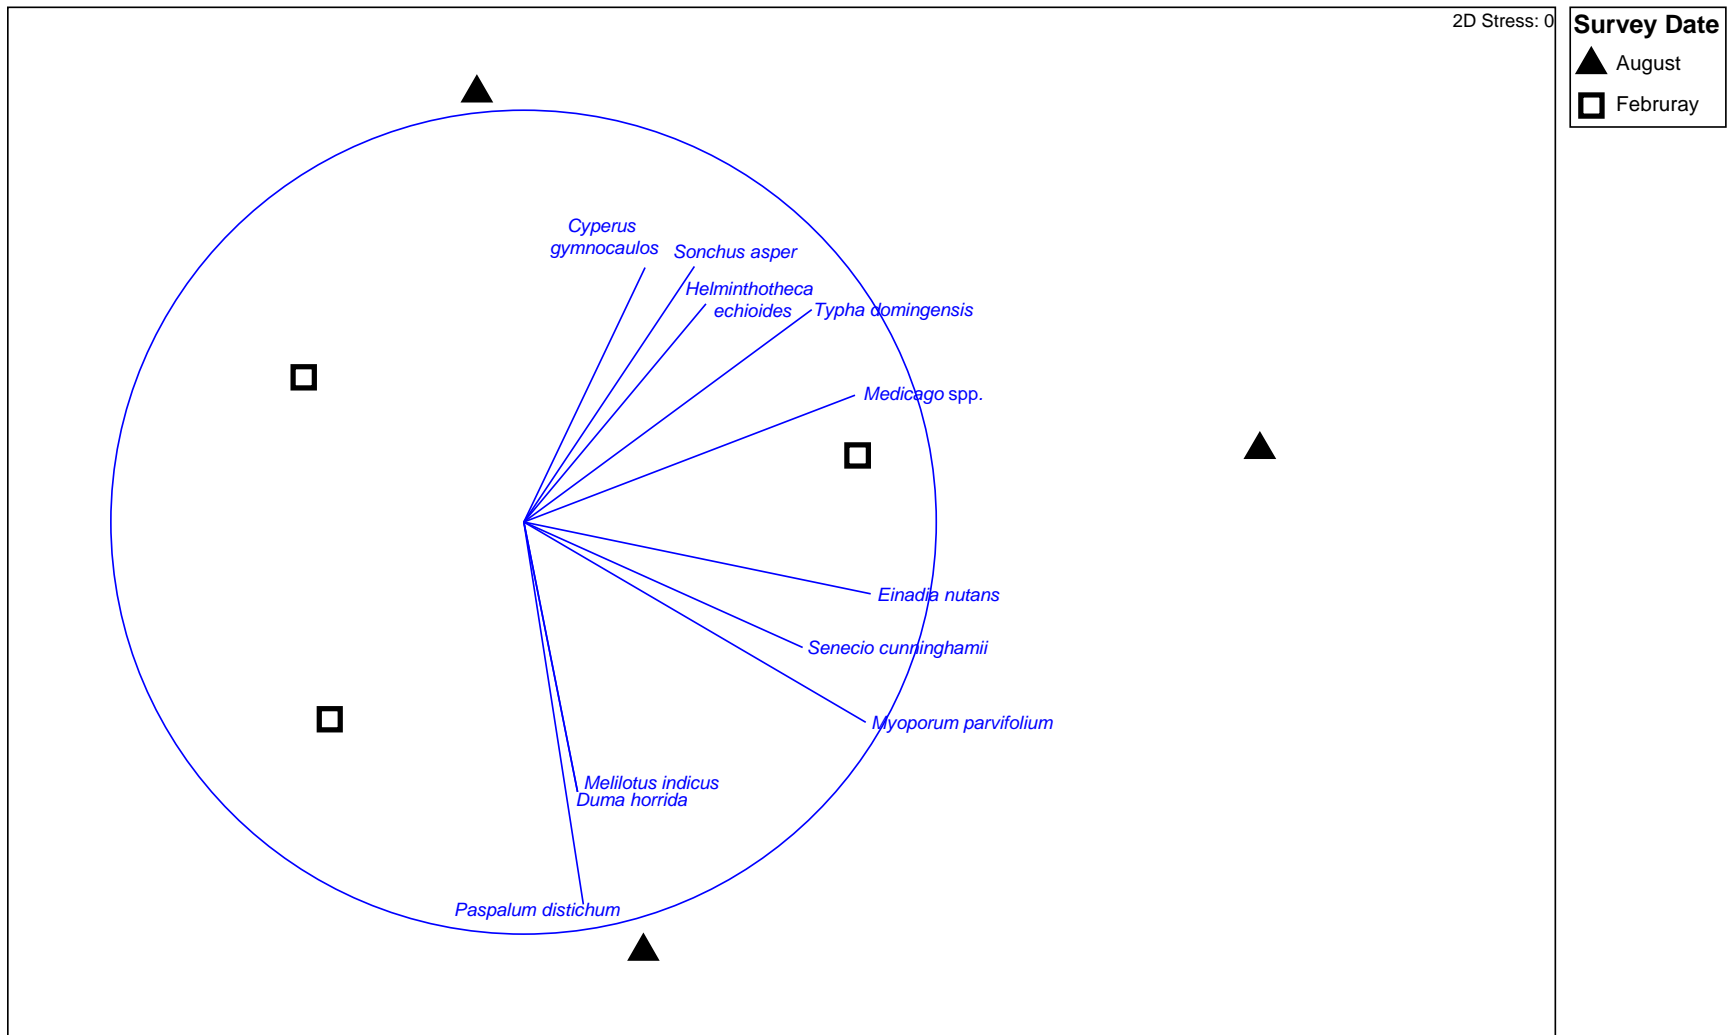 2D Stress: 0
Survey Date
August
Februray
Cyperus
gymnocaulos
Sonchus asper
Helminthotheca
echioides
Typha domingensis
Medicago spp.
Einadia nutans
Senecio cunninghamii
Myoporum parvifolium
Melilotus indicus
Duma horrida
Paspalum distichum